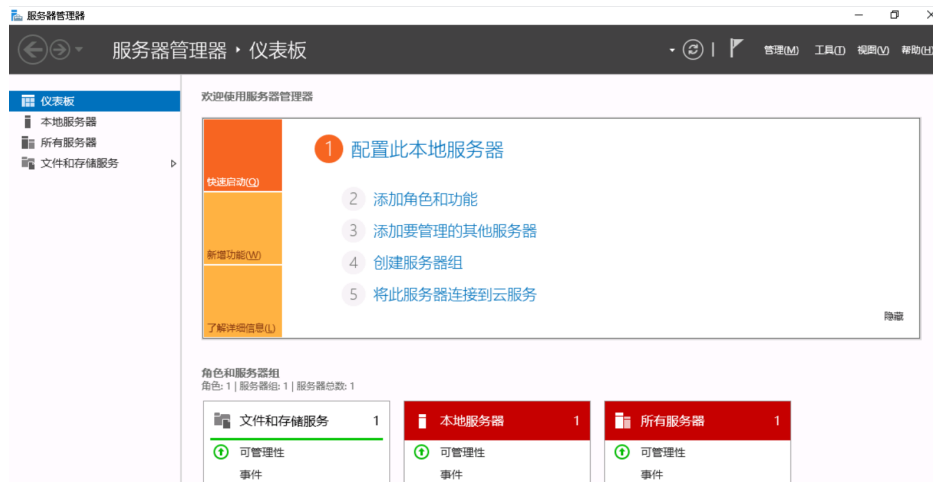 服务器管理器
服务器管理器 · 仪表板
管理(M) 工具(T) 视图(V) 帮助(H)
仪表板
本地服务器
所有服务器
文件和存储服务
欢迎使用服务器管理器
快速启动(Q)
新增功能(W)
了解详细信息(L)
1 配置此本地服务器
2 添加角色和功能
3 添加要管理的其他服务器
4 创建服务器组
5 将此服务器连接到云服务
隐藏
角色和服务器组
角色: 1 | 服务器组: 1 | 服务器总数: 1
文件和存储服务 1
可管理性
事件
本地服务器 1
可管理性
事件
所有服务器 1
可管理性
事件